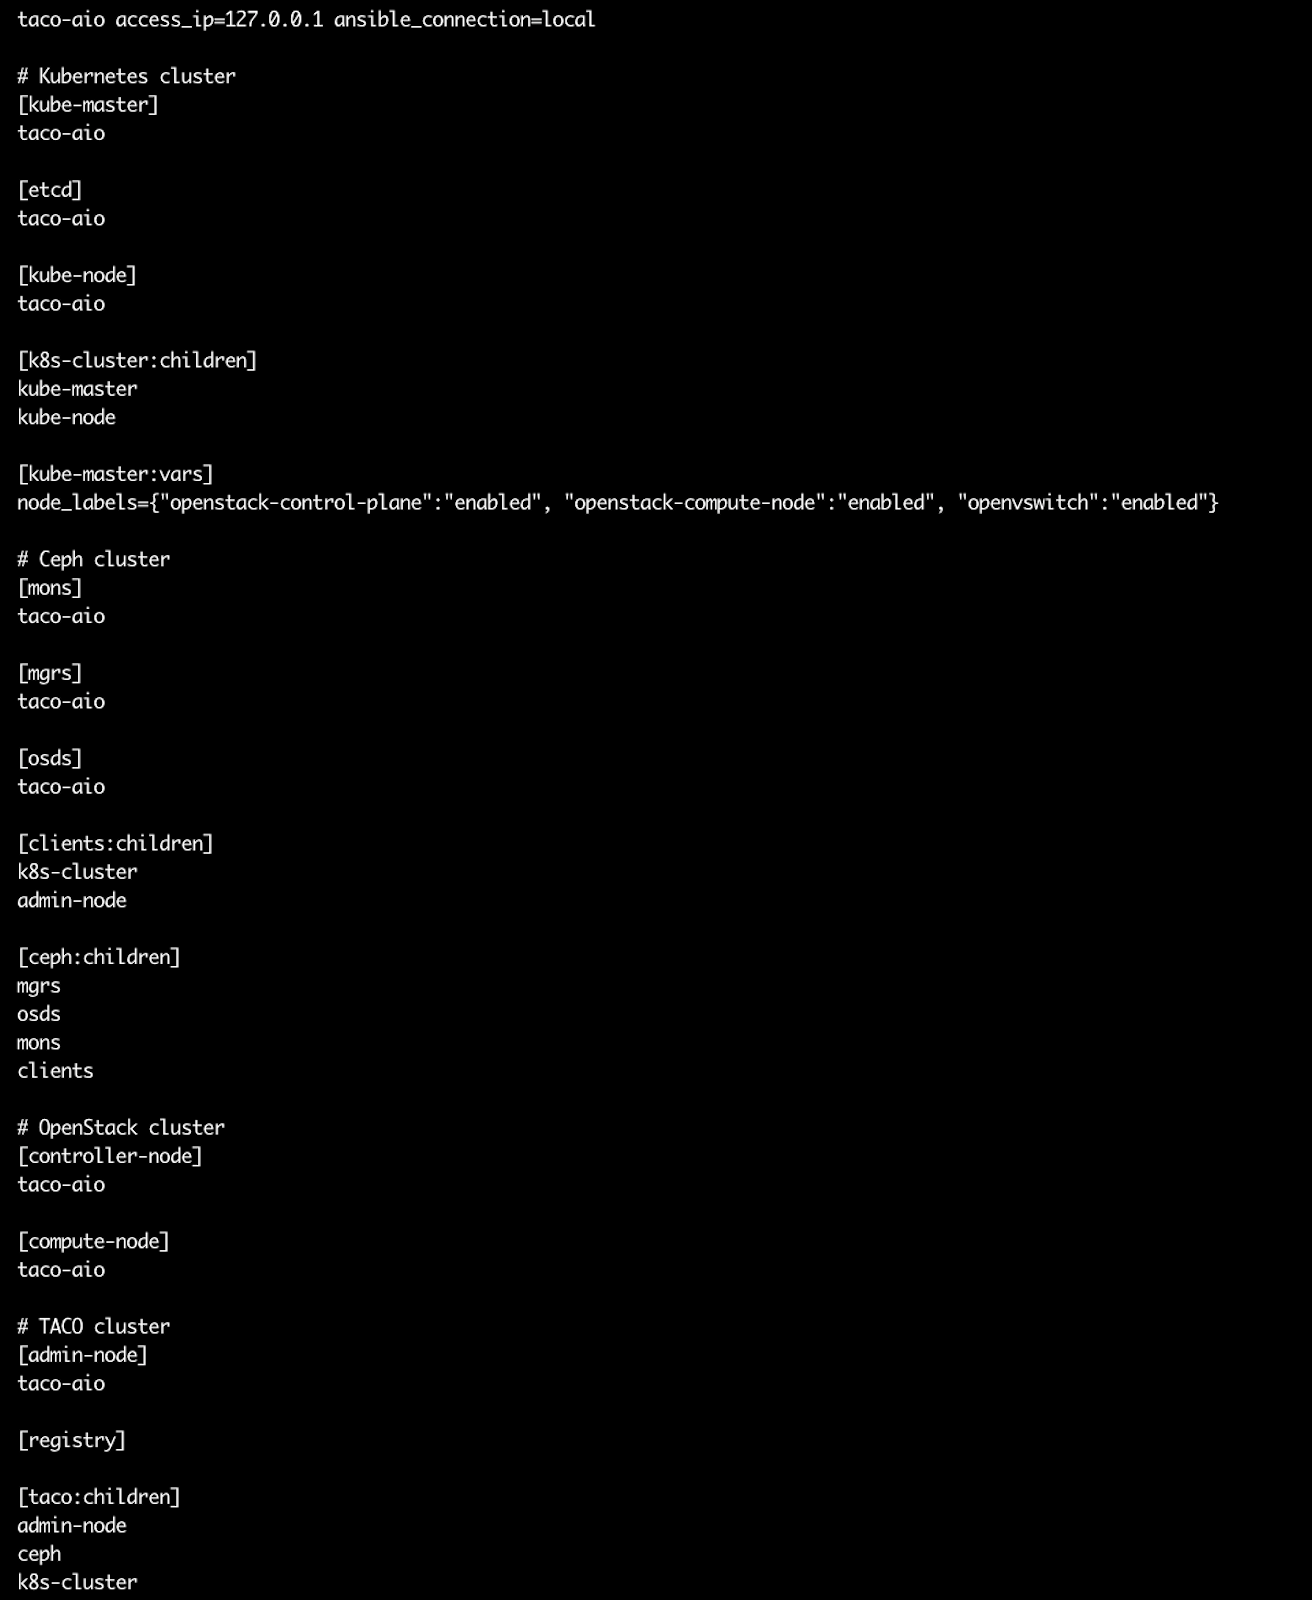 taco-aio access_ip=127.0.0.1 ansible_connection=local

# Kubernetes cluster
[kube-master]
taco-aio

[etcd]
taco-aio

[kube-node]
taco-aio

[k8s-cluster:children]
kube-master
kube-node

[kube-master:vars]
node_labels={"openstack-control-plane":"enabled", "openstack-compute-node":"enabled", "openvswitch":"enabled"}

# Ceph cluster
[mons]
taco-aio

[mgrs]
taco-aio

[osds]
taco-aio

[clients:children]
k8s-cluster
admin-node

[ceph:children]
mgrs
osds
mons
clients

# OpenStack cluster
[controller-node]
taco-aio

[compute-node]
taco-aio

# TACO cluster
[admin-node]
taco-aio

[registry]

[taco:children]
admin-node
ceph
k8s-cluster